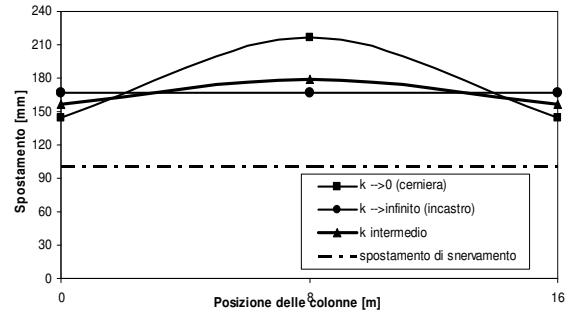 240
210
180
150
120
90
60
30
0
Spostamento [mm]
k -->0 (cerniera)
k -->infinito (incastro)
k intermedio
spostamento di snervamento
0
8
16
Posizione delle colonne [m]